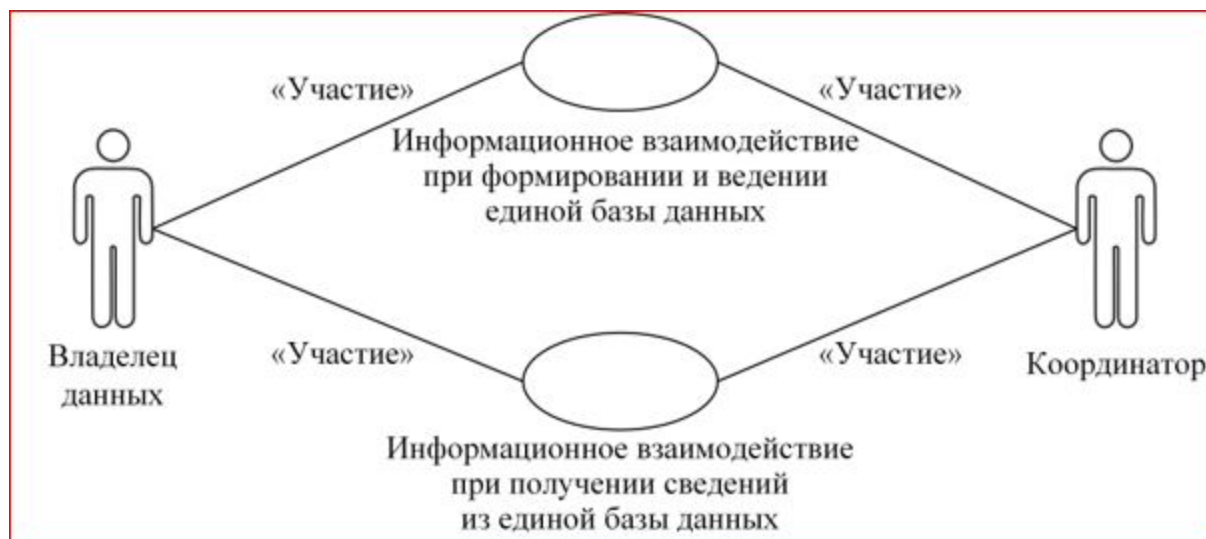 «Участие»
«Участие»
Информационное взаимодействие
при формировании и ведении
единой базы данных
Владелец
данных
«Участие»
«Участие»
Координатор
Информационное взаимодействие
при получении сведений
из единой базы данных